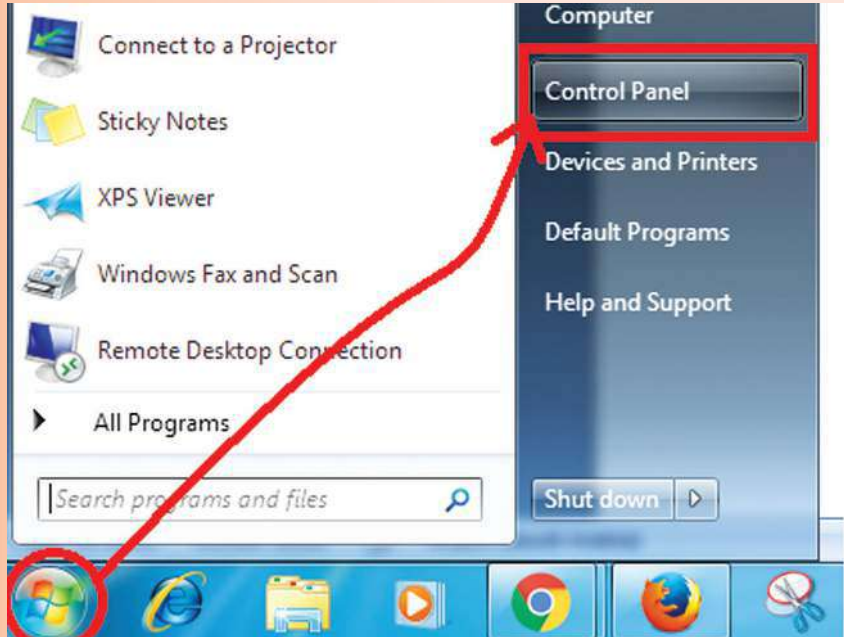 Connect to a Projector
Sticky Notes
XPS Viewer
Windows Fax and Scan
Remote Desktop Connection
All Programs
Search programs and files
Computer
Control Panel
Devices and Printers
Default Programs
Help and Support
Shut down